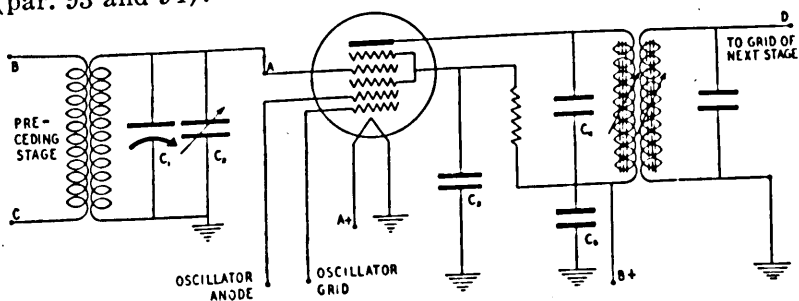 (par. 93 and 94).
B
PRE-
CEDING
STAGE
C
C₁
C₂
A
A+
OSCILLATOR
ANODE
OSCILLATOR
GRID
C₃
C₄
C₅
B+
D
TO GRID OF
NEXT STAGE